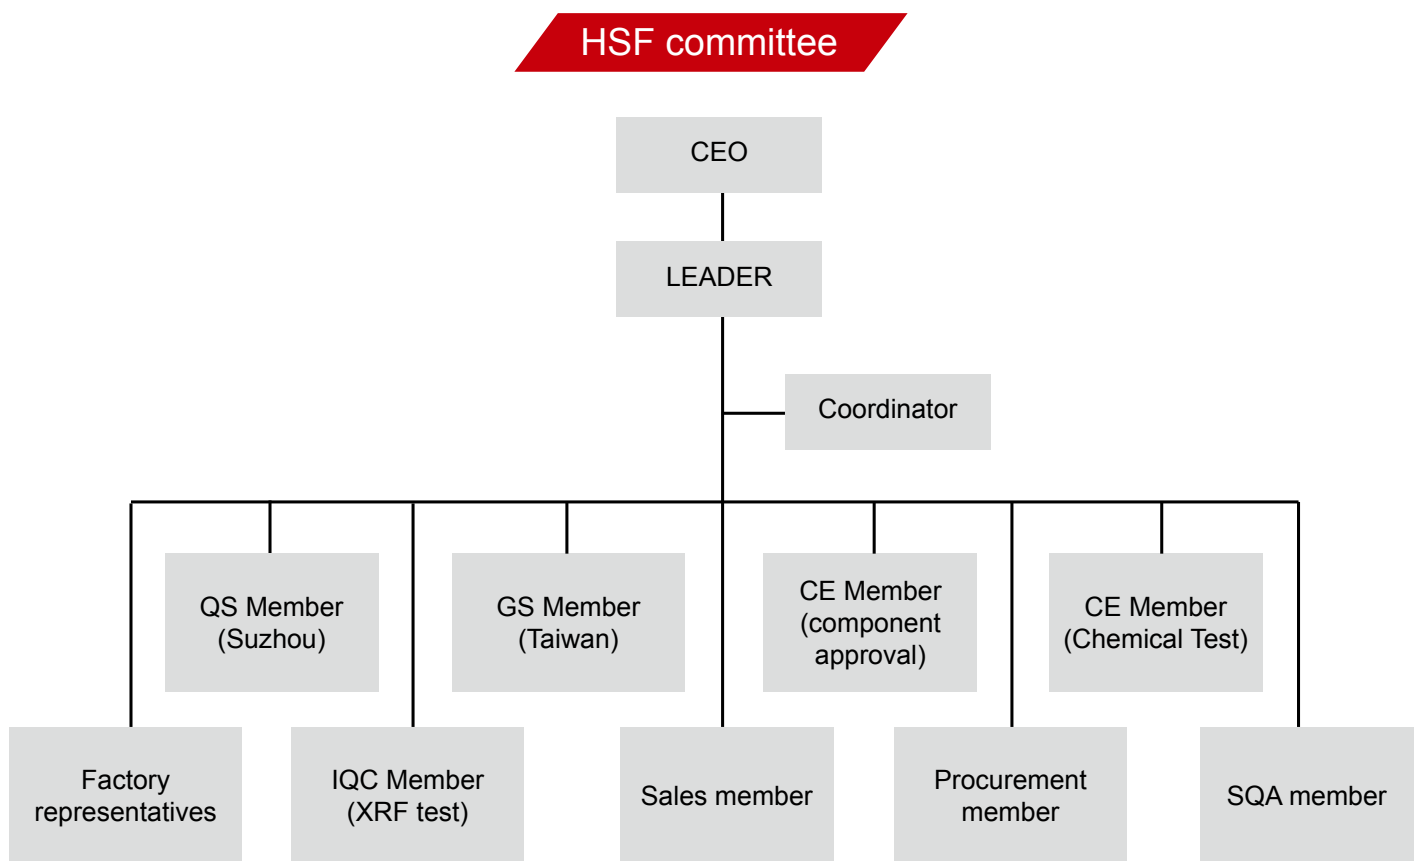 HSF committee
CEO
LEADER
Coordinator
QS Member
(Suzhou)
GS Member
(Taiwan)
CE Member
(component
approval)
CE Member
(Chemical Test)
Factory
representatives
IQC Member
(XRF test)
Sales member
Procurement
member
SQA member